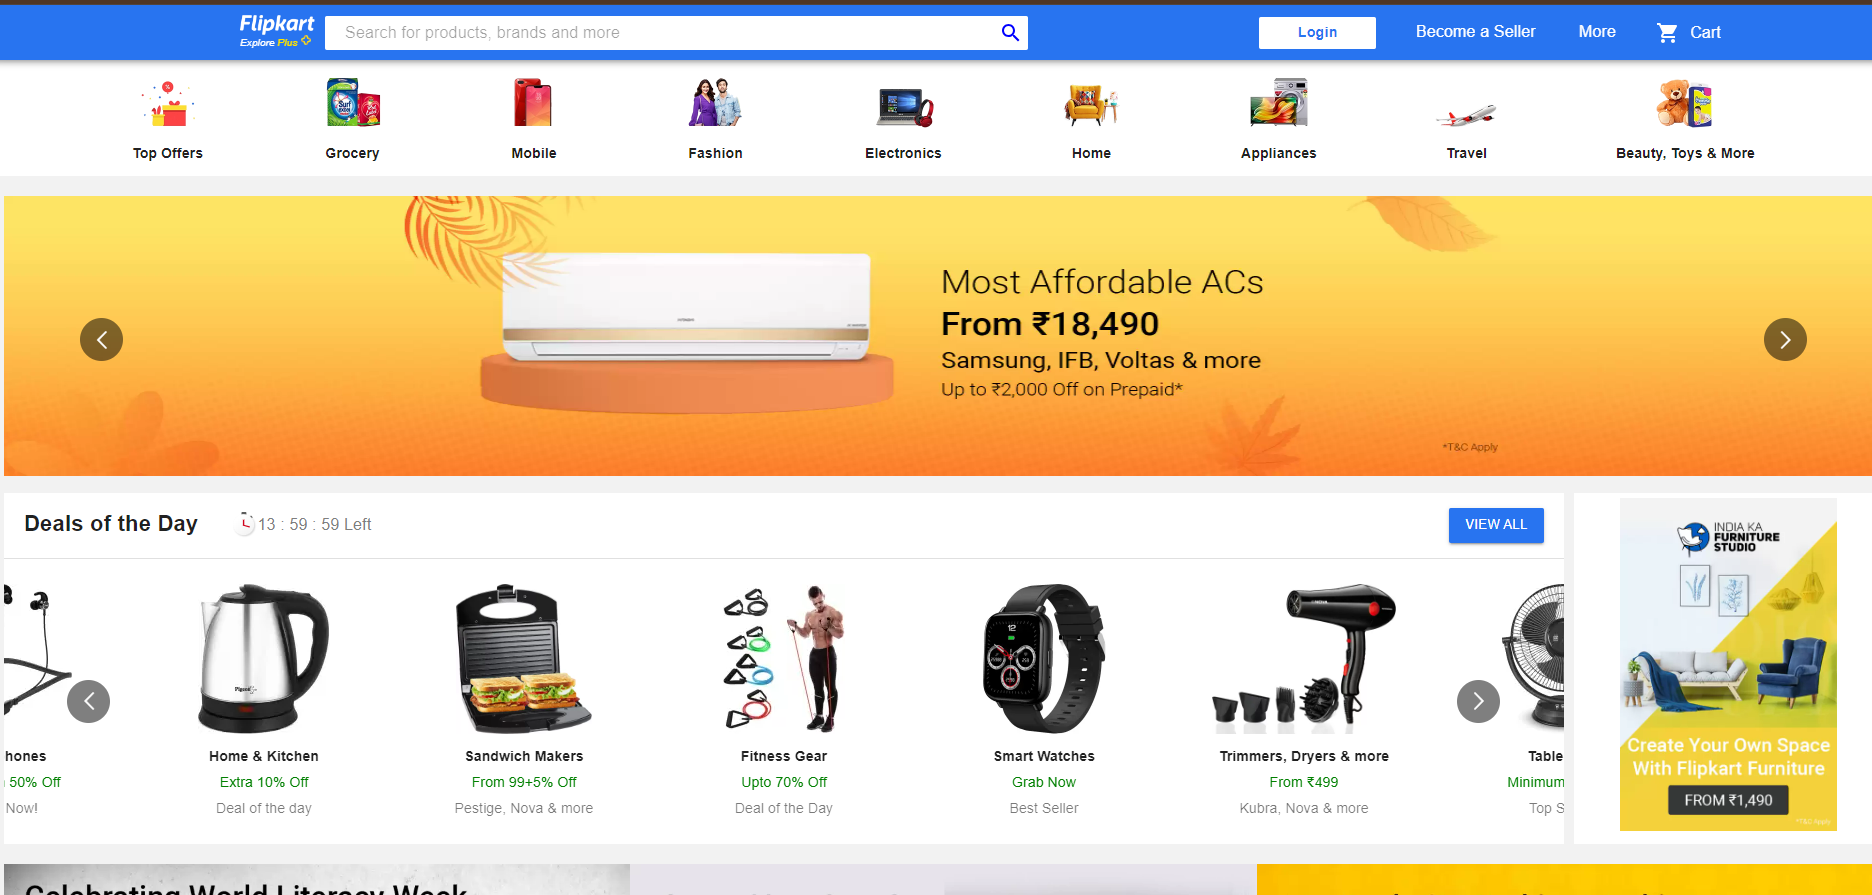 Flipkart
Explore Plus
Search for products, brands and more
Login
Become a Seller
More
Cart
Top Offers
Grocery
Mobile
Fashion
Electronics
Home
Appliances
Travel
Beauty, Toys & More
Most Affordable ACs
From ₹18,490
Samsung, IFB, Voltas & more
Up to ₹2,000 Off on Prepaid*
*T&C Apply
Deals of the Day
13 : 59 : 59 Left
VIEW ALL
hones
50% Off
Now!
Home & Kitchen
Extra 10% Off
Deal of the day
Sandwich Makers
From 99+5% Off
Pestige, Nova & more
Fitness Gear
Upto 70% Off
Deal of the Day
Smart Watches
Grab Now
Best Seller
Trimmers, Dryers & more
From ₹499
Kubra, Nova & more
Table
Minimum
Top S
INDIA KA
FURNITURE
STUDIO
Create Your Own Space
With Flipkart Furniture
FROM ₹1,490
*T&C Apply
Celebrating World Literacy Week